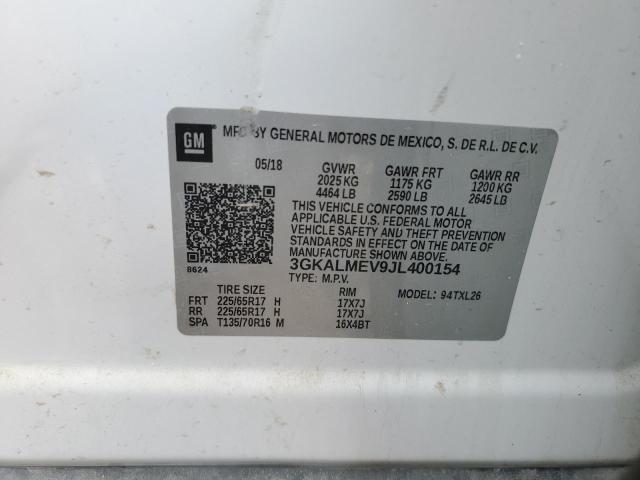 GM
MFD BY GENERAL MOTORS DE MEXICO, S. DE R.L. DE C.V.
05/18 GVWR GAWR FRT GAWR RR
2025 KG 1175 KG 1200 KG
4464 LB 2590 LB 2645 LB
THIS VEHICLE CONFORMS TO ALL
APPLICABLE U.S. FEDERAL MOTOR
VEHICLE SAFETY AND THEFT PREVENTION
STANDARDS IN EFFECT ON THE DATE OF
MANUFACTURE SHOWN ABOVE.
8624
3GKALMEV9JL400154
TYPE: M.P.V.
TIRE SIZE RIM MODEL: 94TXL26
FRT 225/65R17 H 17X7J
RR 225/65R17 H 17X7J
SPA T135/70R16 M 16X4BT